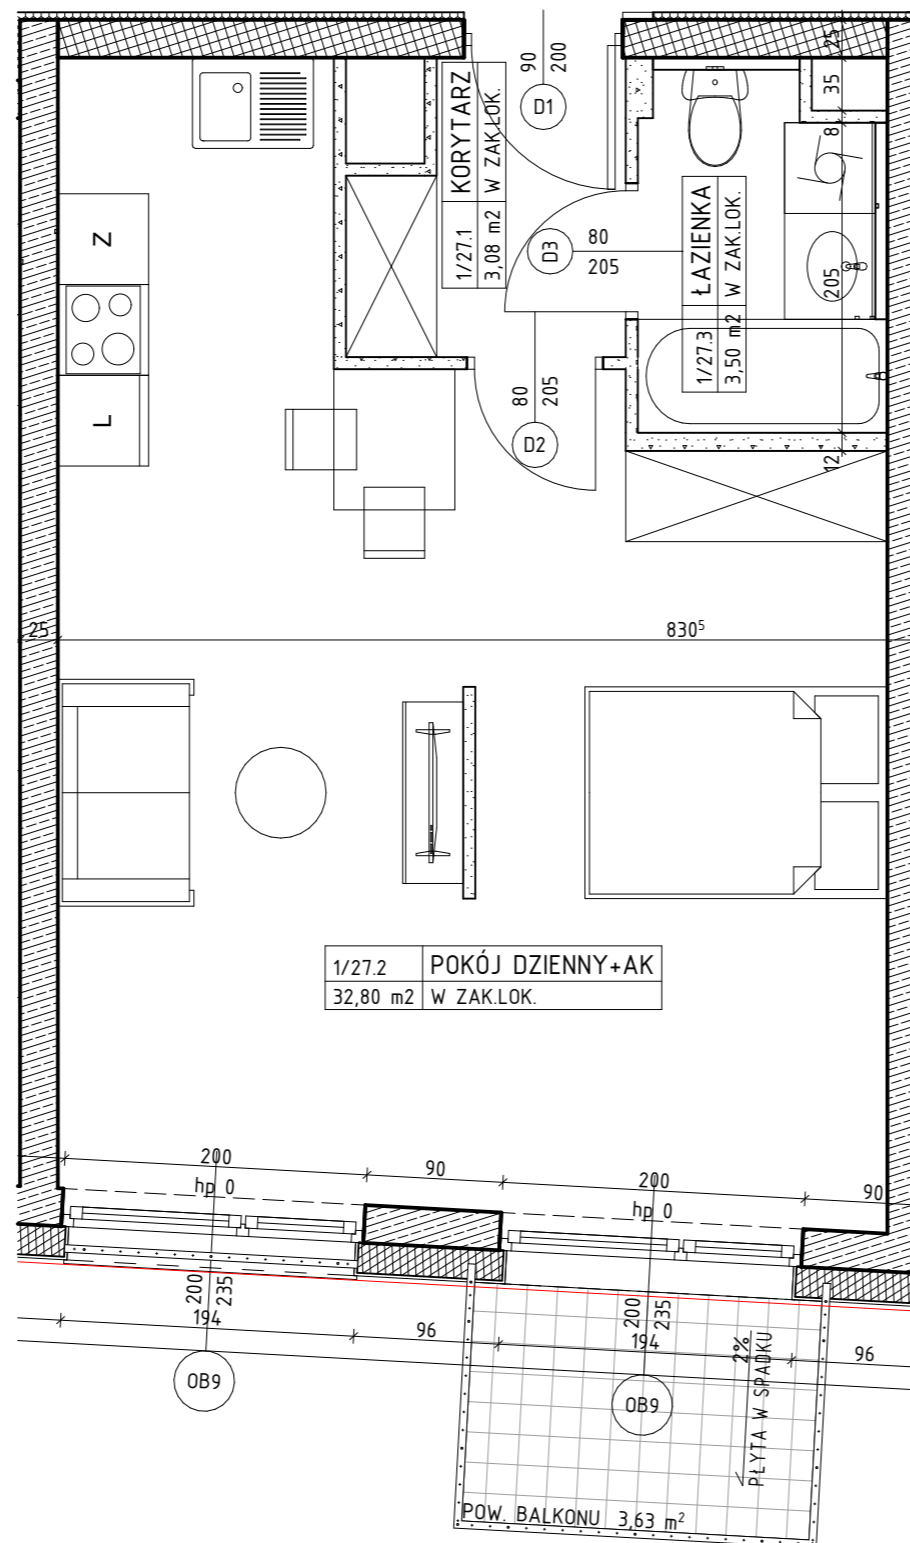 90
200
D1
25
35
8
205
12
1/27.1 KORYTARZ
3,08 m2 W ZAK.LOK.
D3
80
205
1/27.3 ŁAZIENKA
3,50 m2 W ZAK.LOK.
Z
L
80
205
D2
25
830⁵
1/27.2 POKÓJ DZIENNY+AK
32,80 m2 W ZAK.LOK.
200
90
200
90
hp 0
hp 0
200
235
200
235
194
96
194
96
OB9
OB9
2%
PŁYTA W SPADKU
POW. BALKONU 3,63 m²